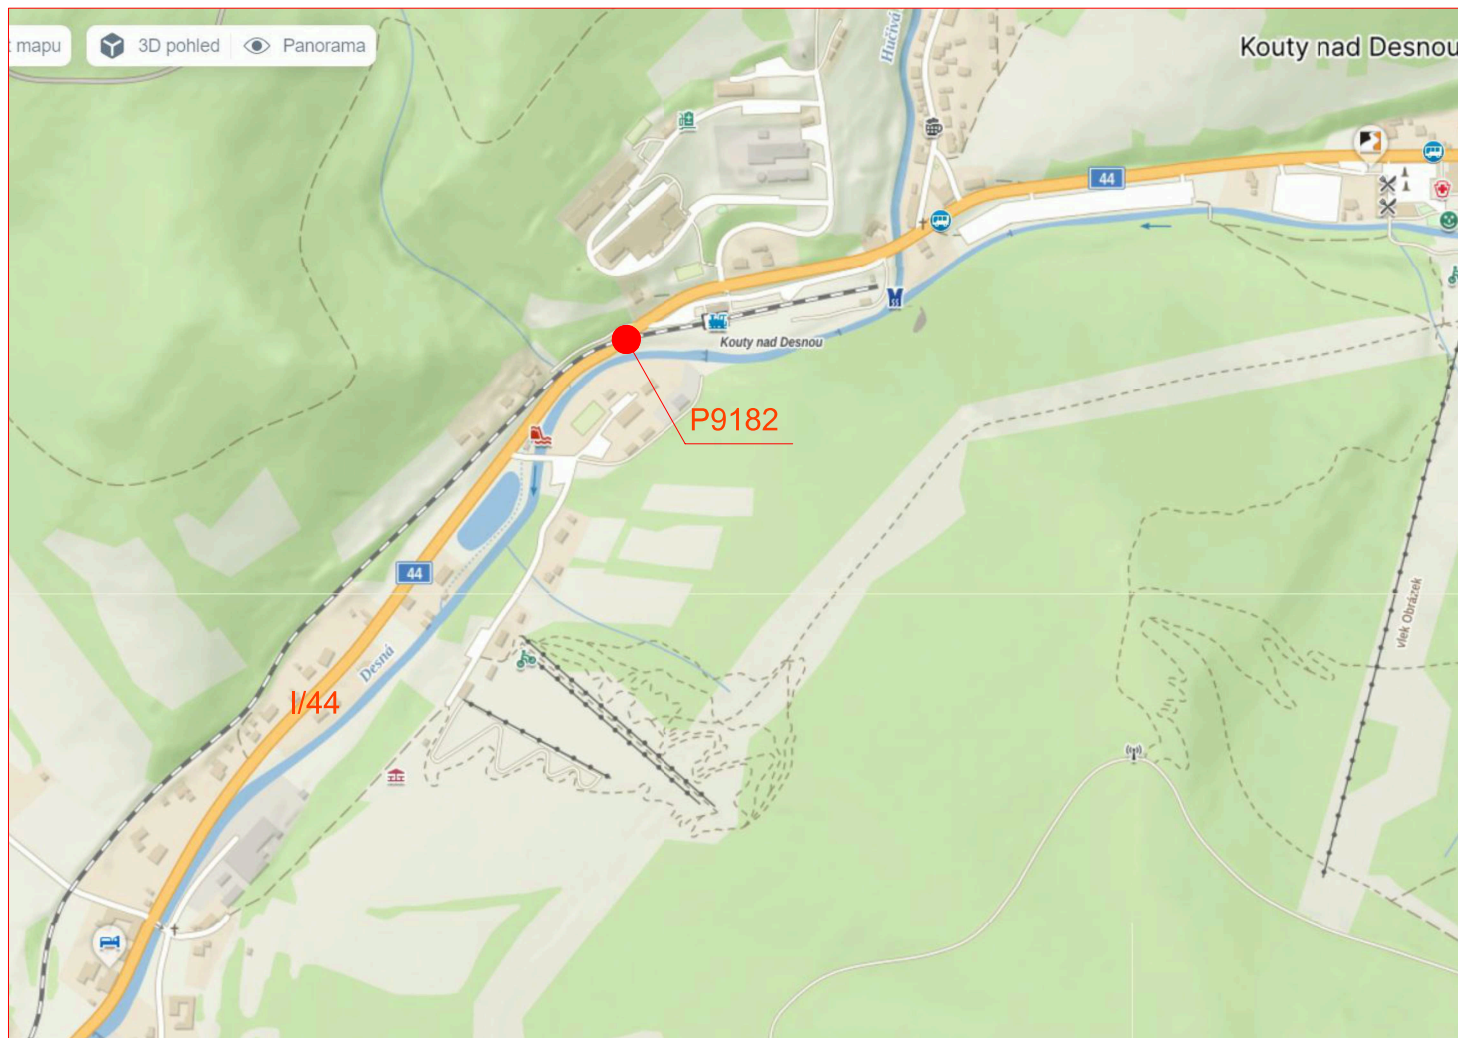 mapu
3D pohled
Panorama
Hučivá
Kouty nad Desnou
44
Kouty nad Desnou
P9182
44
Desná
I/44
vlek Obrázek